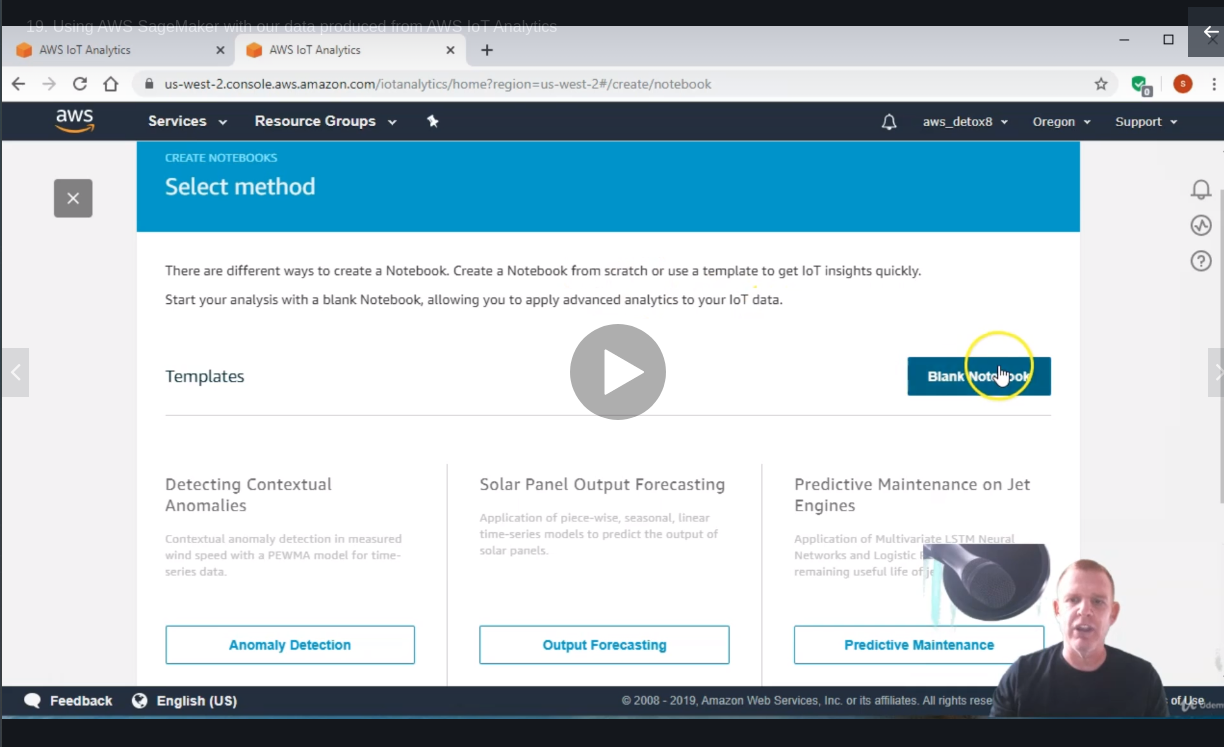 19. Using AWS SageMaker with our data produced from AWS IoT Analytics
AWS IoT Analytics
AWS IoT Analytics
us-west-2.console.aws.amazon.com/iotanalytics/home?region=us-west-2#/create/notebook
0
S
aws
Services
Resource Groups
aws_detox8
Oregon
Support
CREATE NOTEBOOKS
Select method
There are different ways to create a Notebook. Create a Notebook from scratch or use a template to get IoT insights quickly.
Start your analysis with a blank Notebook, allowing you to apply advanced analytics to your IoT data.
Templates
Blank Notebook
Detecting Contextual
Anomalies
Contextual anomaly detection in measured
wind speed with a PEWMA model for time-
series data.
Anomaly Detection
Solar Panel Output Forecasting
Application of piece-wise, seasonal, linear
time-series models to predict the output of
solar panels.
Output Forecasting
Predictive Maintenance on Jet
Engines
Application of Multivariate LSTM Neural
Networks and Logistic
remaining useful life of
Predictive Maintenance
Feedback
English (US)
© 2008 - 2019, Amazon Web Services, Inc. or its affiliates. All rights rese
of Use